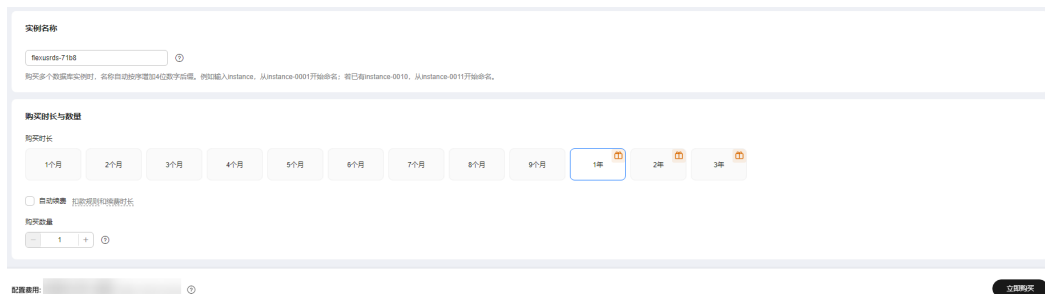 实例名称
flexusrds-71b8
购买多个数据库实例时，名称自动按序增加4位数字后缀。例如输入instance，从instance-0001开始命名；若已有instance-0010，从instance-0011开始命名。
购买时长与数量
购买时长
1个月 2个月 3个月 4个月 5个月 6个月 7个月 8个月 9个月 1年 2年 3年
自动续费 扣款规则和续费时长
购买数量
- 1 +
配置费用:
立即购买